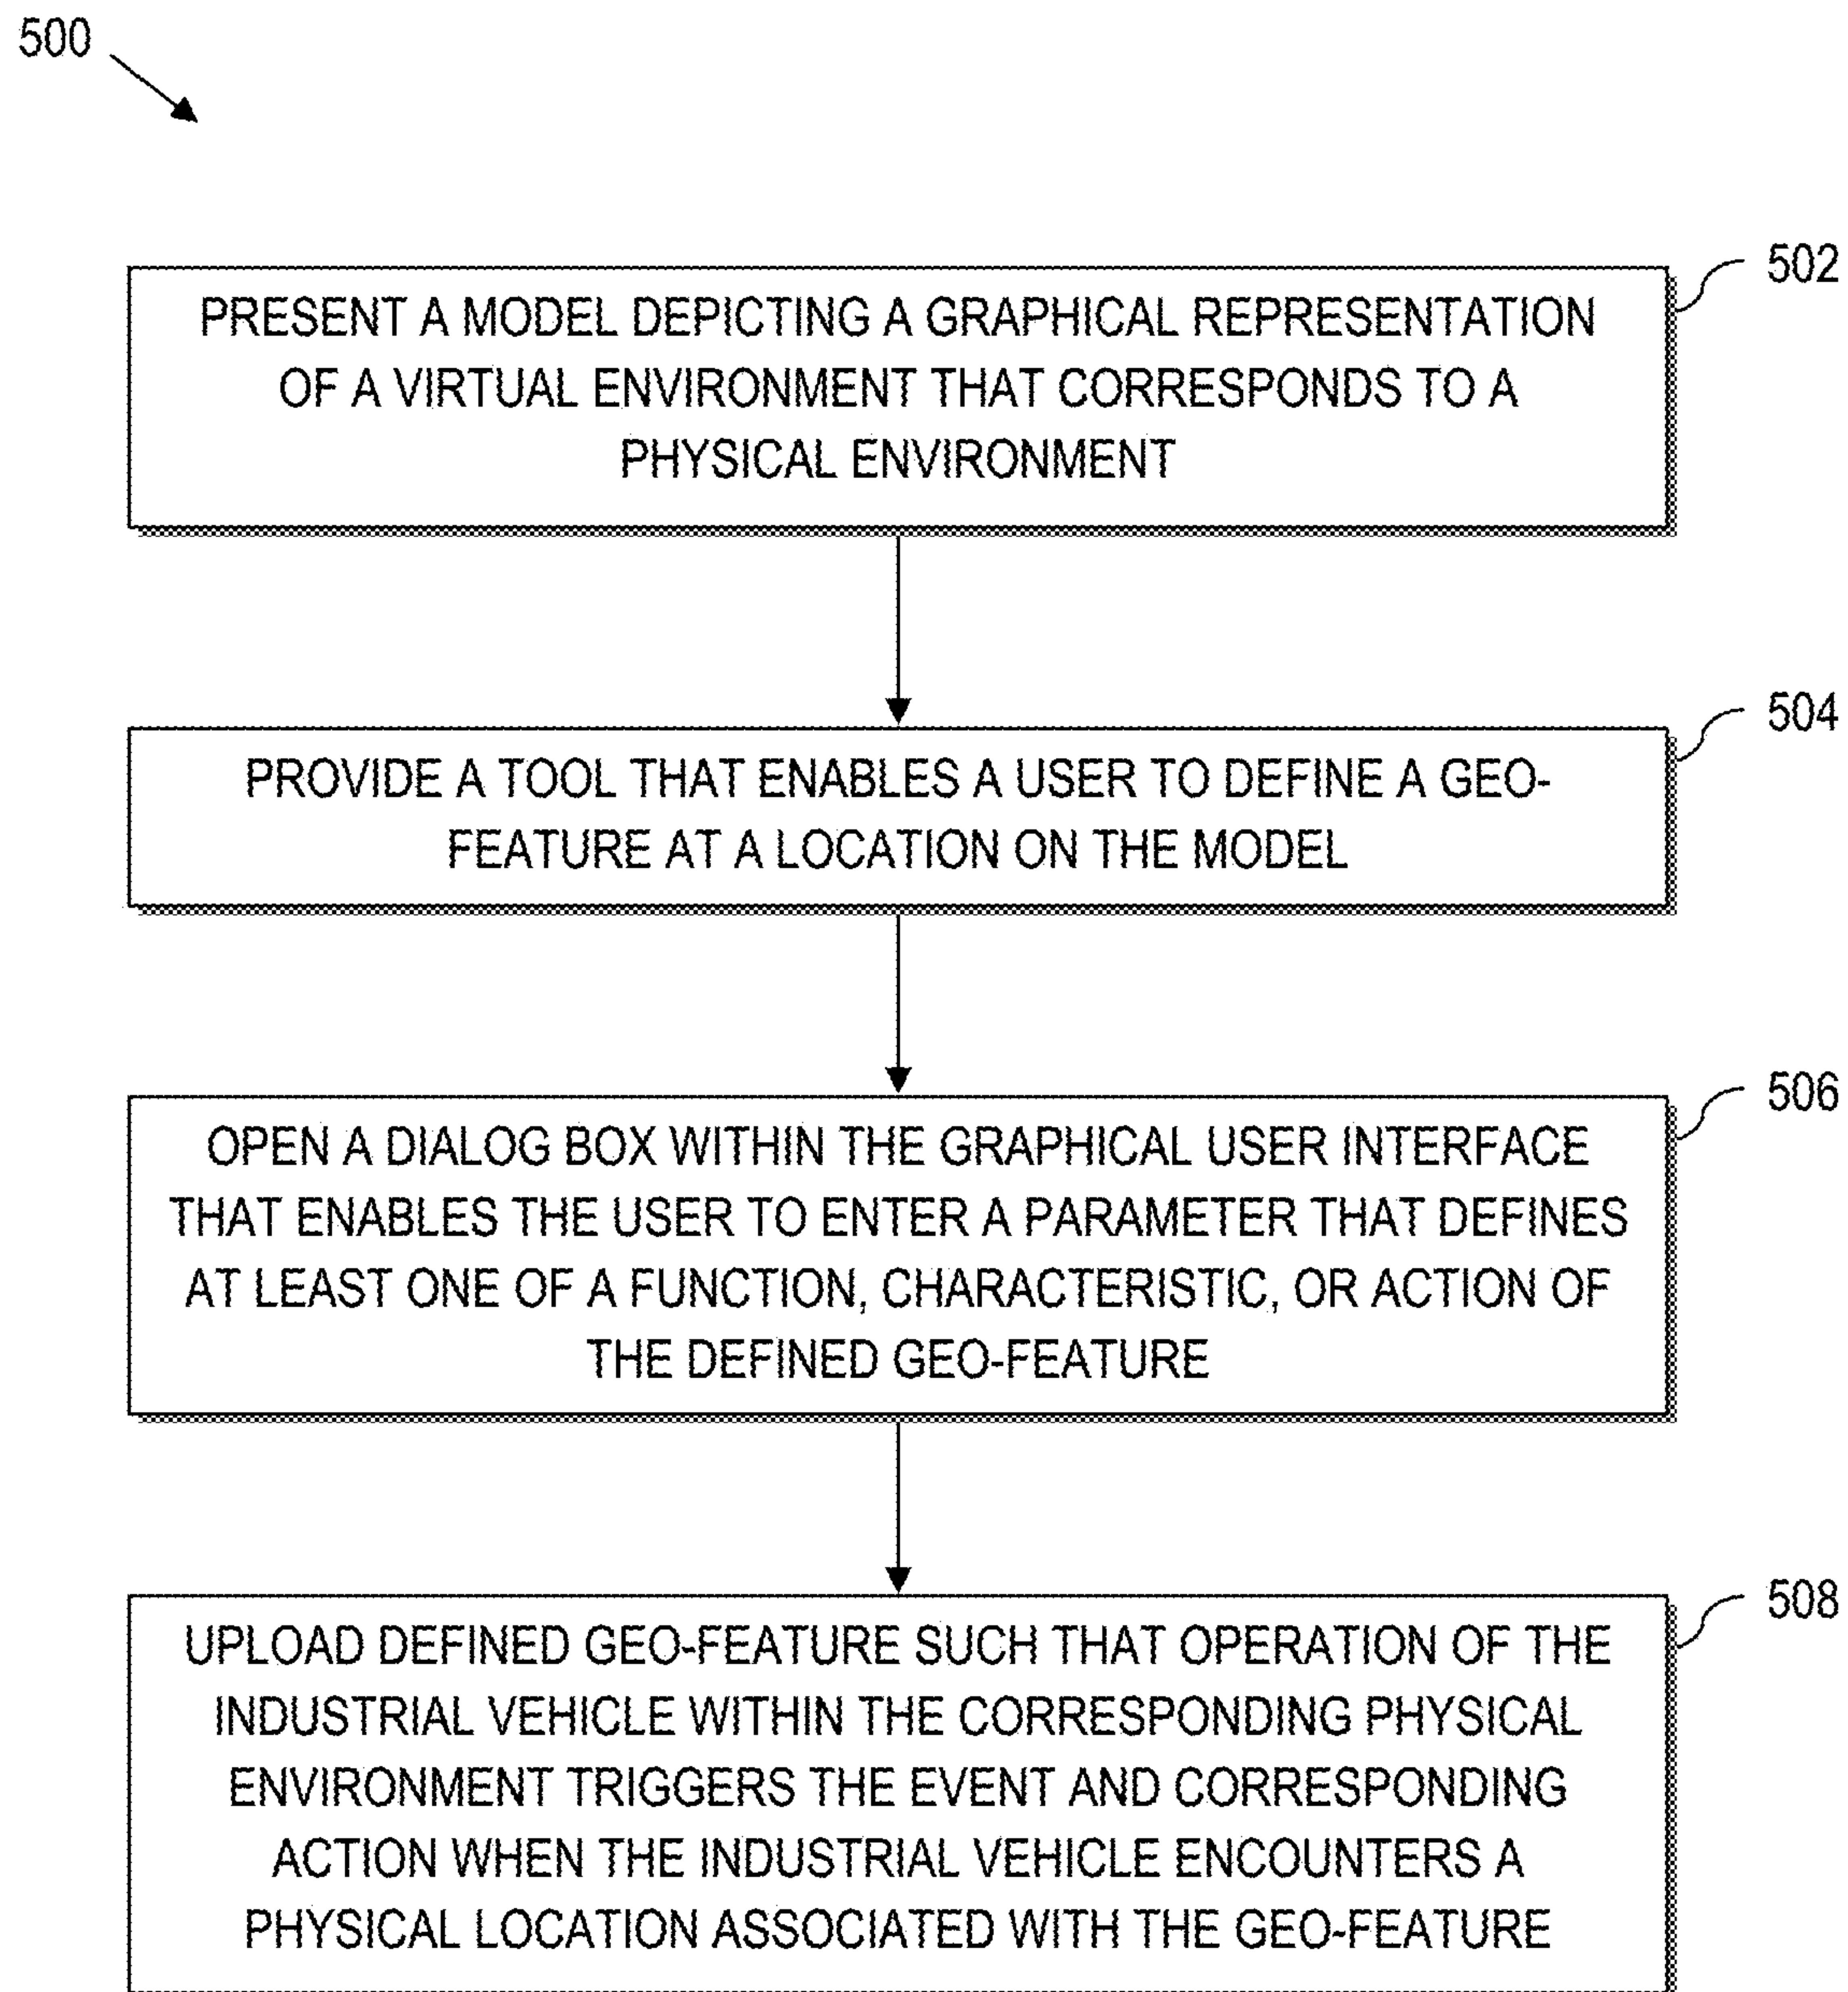 500
502
PRESENT A MODEL DEPICTING A GRAPHICAL REPRESENTATION
OF A VIRTUAL ENVIRONMENT THAT CORRESPONDS TO A
PHYSICAL ENVIRONMENT
504
PROVIDE A TOOL THAT ENABLES A USER TO DEFINE A GEO-
FEATURE AT A LOCATION ON THE MODEL
506
OPEN A DIALOG BOX WITHIN THE GRAPHICAL USER INTERFACE
THAT ENABLES THE USER TO ENTER A PARAMETER THAT DEFINES
AT LEAST ONE OF A FUNCTION, CHARACTERISTIC, OR ACTION OF
THE DEFINED GEO-FEATURE
508
UPLOAD DEFINED GEO-FEATURE SUCH THAT OPERATION OF THE
INDUSTRIAL VEHICLE WITHIN THE CORRESPONDING PHYSICAL
ENVIRONMENT TRIGGERS THE EVENT AND CORRESPONDING
ACTION WHEN THE INDUSTRIAL VEHICLE ENCOUNTERS A
PHYSICAL LOCATION ASSOCIATED WITH THE GEO-FEATURE